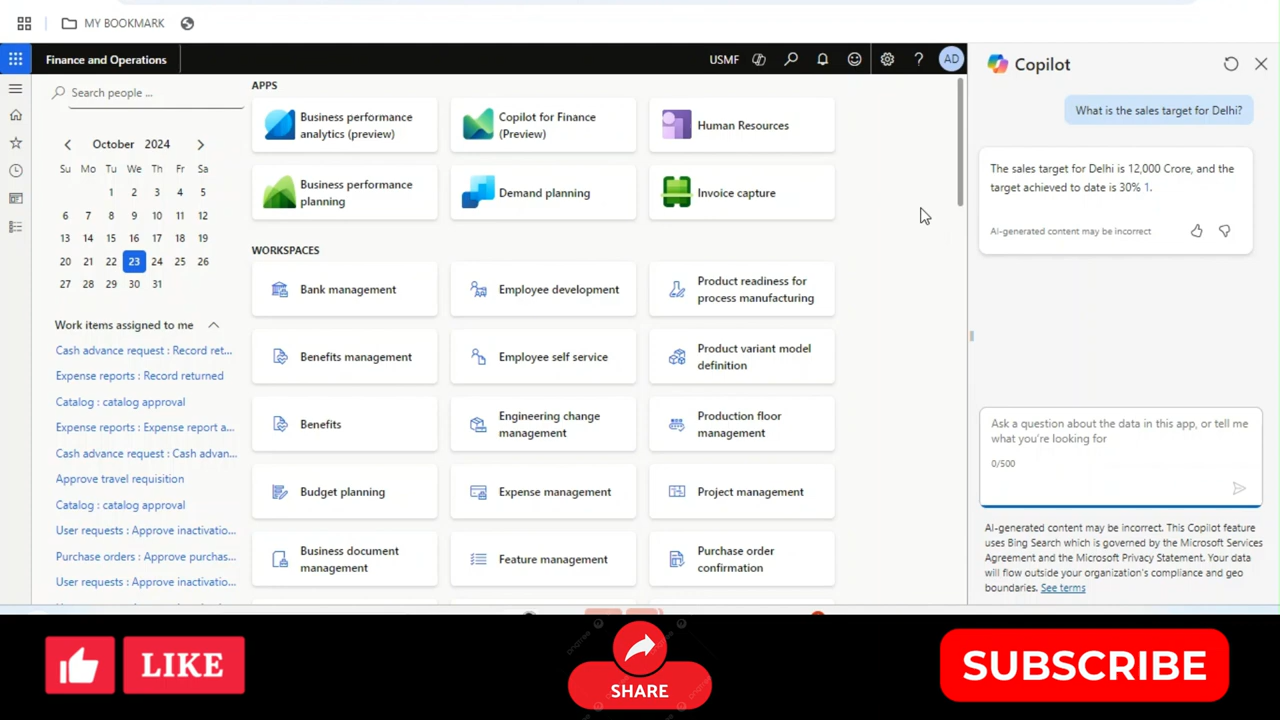 MY BOOKMARK
Finance and Operations
USMF
AD
Search people ...
October 2024
Su Mo Tu We Th Fr Sa
1 2 3 4 5
6 7 8 9 10 11 12
13 14 15 16 17 18 19
20 21 22 23 24 25 26
27 28 29 30 31
Work items assigned to me
Cash advance request : Record ret...
Expense reports : Record returned
Catalog : catalog approval
Expense reports : Expense report a...
Cash advance request : Cash advan...
Approve travel requisition
Catalog : catalog approval
User requests : Approve inactivatio...
Purchase orders : Approve purchas...
User requests : Approve inactivatio...
APPS
Business performance
analytics (preview)
Copilot for Finance
(Preview)
Human Resources
Business performance
planning
Demand planning
Invoice capture
WORKSPACES
Bank management
Employee development
Product readiness for
process manufacturing
Benefits management
Employee self service
Product variant model
definition
Benefits
Engineering change
management
Production floor
management
Budget planning
Expense management
Project management
Business document
management
Feature management
Purchase order
confirmation
Copilot
What is the sales target for Delhi?
The sales target for Delhi is 12,000 Crore, and the
target achieved to date is 30% 1.
AI-generated content may be incorrect
Ask a question about the data in this app, or tell me
what you're looking for
0/500
AI-generated content may be incorrect. This Copilot feature
uses Bing Search which is governed by the Microsoft Services
Agreement and the Microsoft Privacy Statement. Your data
will flow outside your organization's compliance and geo
boundaries. See terms
LIKE
SHARE
SUBSCRIBE